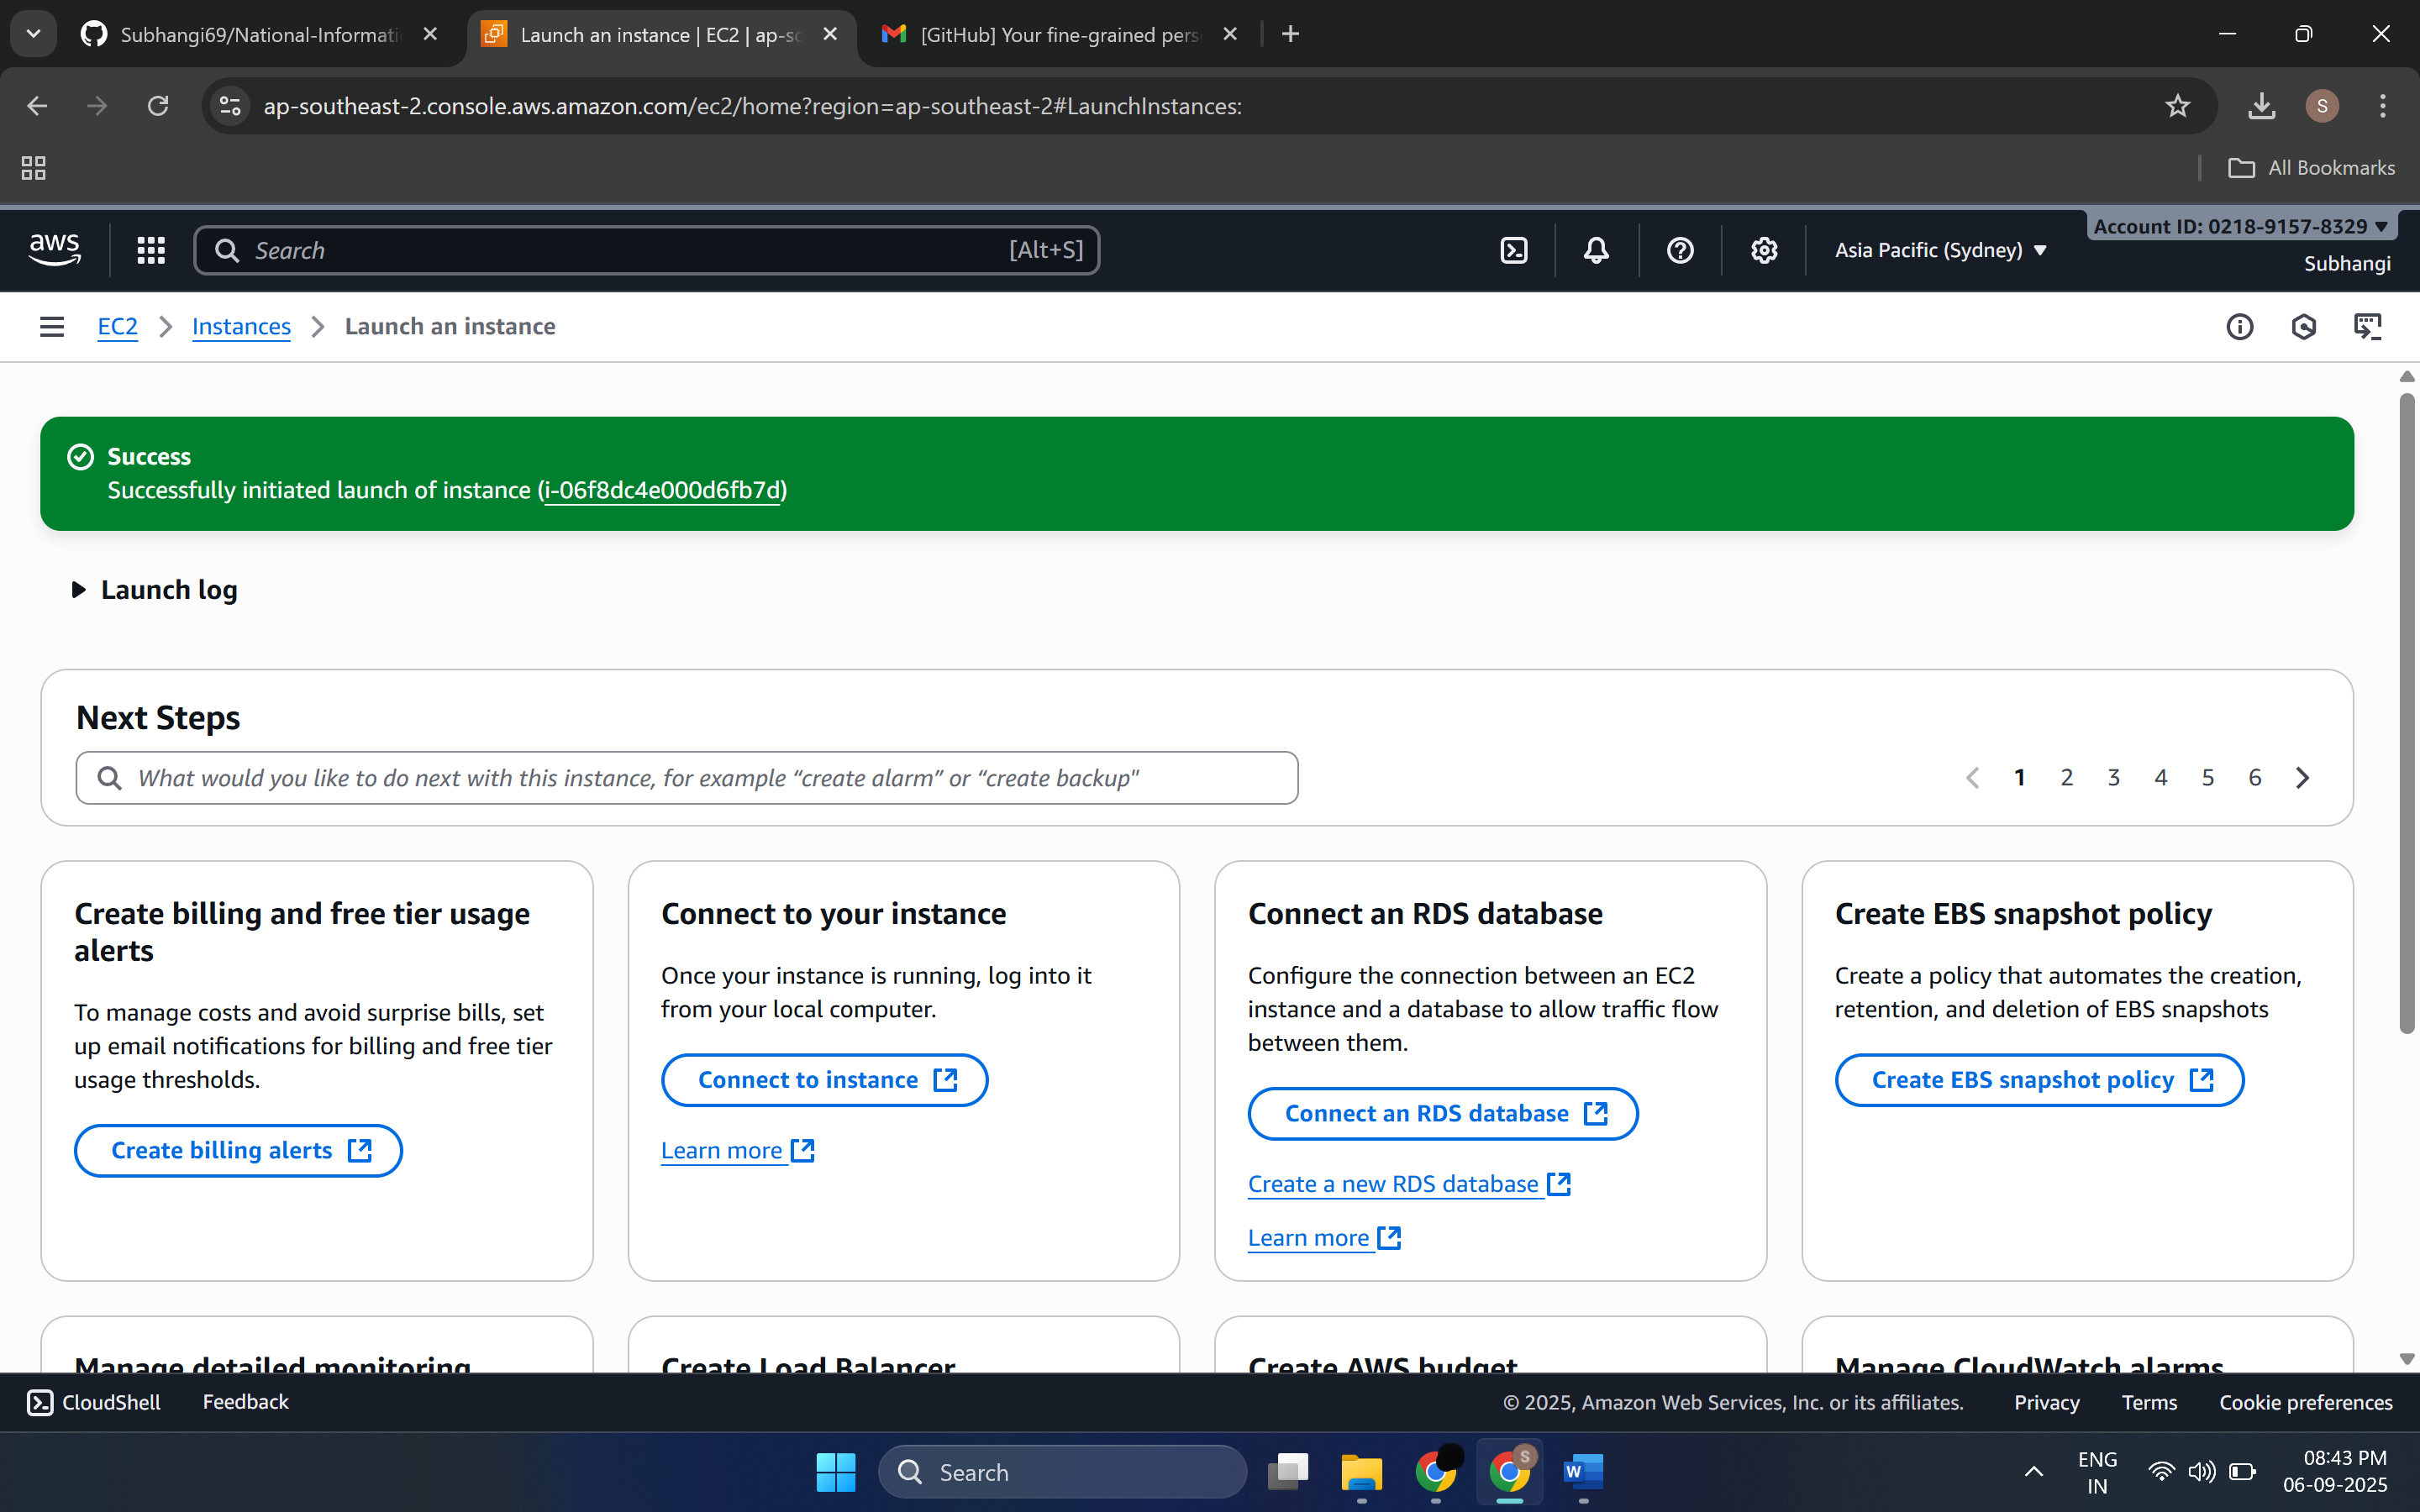 Subhangi69/National-Informati
Launch an instance | EC2 | ap-so
[GitHub] Your fine-grained pers
ap-southeast-2.console.aws.amazon.com/ec2/home?region=ap-southeast-2#LaunchInstances:
S
All Bookmarks
aws
Search
[Alt+S]
Asia Pacific (Sydney)
Account ID: 0218-9157-8329
Subhangi
EC2
Instances
Launch an instance
Success
Successfully initiated launch of instance (i-06f8dc4e000d6fb7d)
Launch log
Next Steps
What would you like to do next with this instance, for example “create alarm” or “create backup"
1 2 3 4 5 6
Create billing and free tier usage
alerts
To manage costs and avoid surprise bills, set
up email notifications for billing and free tier
usage thresholds.
Create billing alerts
Connect to your instance
Once your instance is running, log into it
from your local computer.
Connect to instance
Learn more
Connect an RDS database
Configure the connection between an EC2
instance and a database to allow traffic flow
between them.
Connect an RDS database
Create a new RDS database
Learn more
Create EBS snapshot policy
Create a policy that automates the creation,
retention, and deletion of EBS snapshots
Create EBS snapshot policy
Manage detailed monitoring
Create Load Balancer
Create AWS budget
Manage CloudWatch alarms
CloudShell
Feedback
© 2025, Amazon Web Services, Inc. or its affiliates.
Privacy
Terms
Cookie preferences
Search
S
W
ENG
IN
08:43 PM
06-09-2025